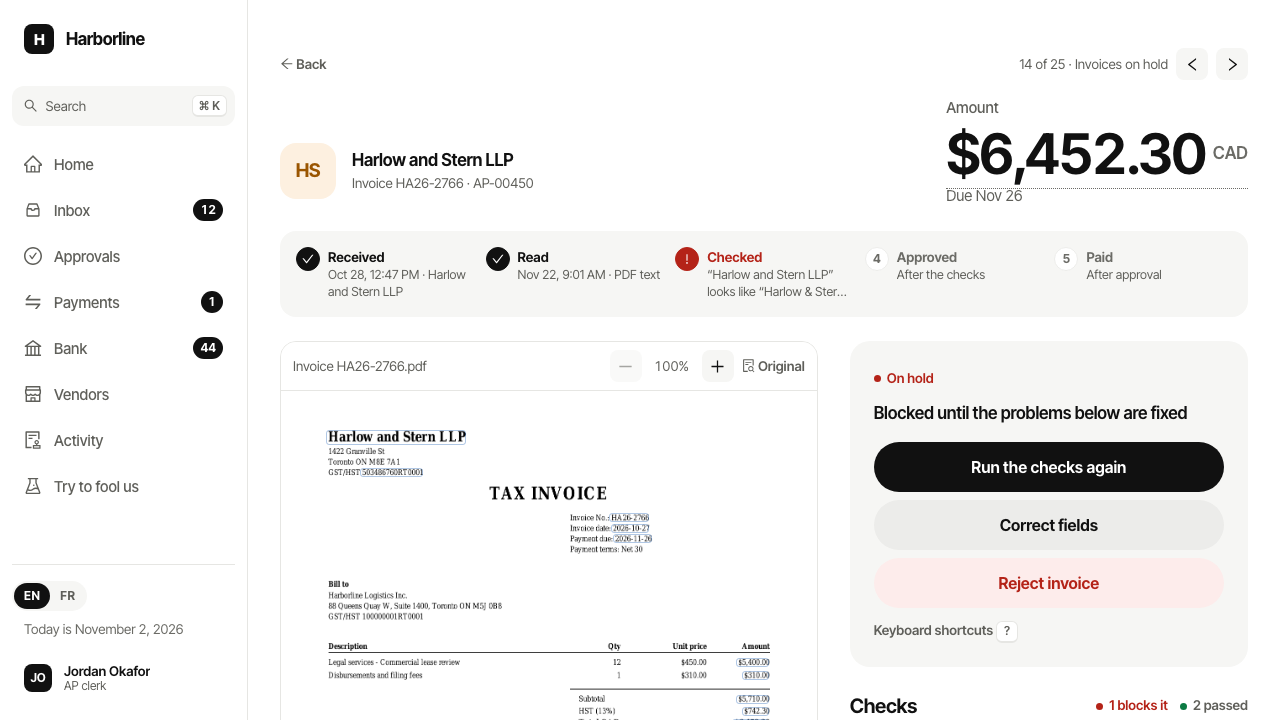 H Harborline
Search ⌘ K
Home
Inbox 12
Approvals
Payments 1
Bank 44
Vendors
Activity
Try to fool us
EN FR
Today is November 2, 2026
JO Jordan Okafor
AP clerk
← Back
14 of 25 · Invoices on hold
HS Harlow and Stern LLP
Invoice HA26-2766 · AP-00450
Amount
$6,452.30 CAD
Due Nov 26
Received
Oct 28, 12:47 PM · Harlow
and Stern LLP
Read
Nov 22, 9:01 AM · PDF text
! Checked
“Harlow and Stern LLP”
looks like “Harlow & Ster…
4 Approved
After the checks
5 Paid
After approval
Invoice HA26-2766.pdf
— 100% + Original
Harlow and Stern LLP
1422 Granville St
Toronto ON M8E 7A1
GST/HST 503486760RT0001
TAX INVOICE
Invoice No.: HA26-2766
Invoice date: 2026-10-27
Payment due: 2026-11-26
Payment terms: Net 30
Bill to
Harborline Logistics Inc.
88 Queens Quay W, Suite 1400, Toronto ON M5J 0B8
GST/HST 100000001RT0001
Description Qty Unit price Amount
Legal services - Commercial lease review 12 $450.00 $5,400.00
Disbursements and filing fees 1 $310.00 $310.00
Subtotal $5,710.00
HST (13%) $742.30
On hold
Blocked until the problems below are fixed
Run the checks again
Correct fields
Reject invoice
Keyboard shortcuts ?
Checks
1 blocks it 2 passed